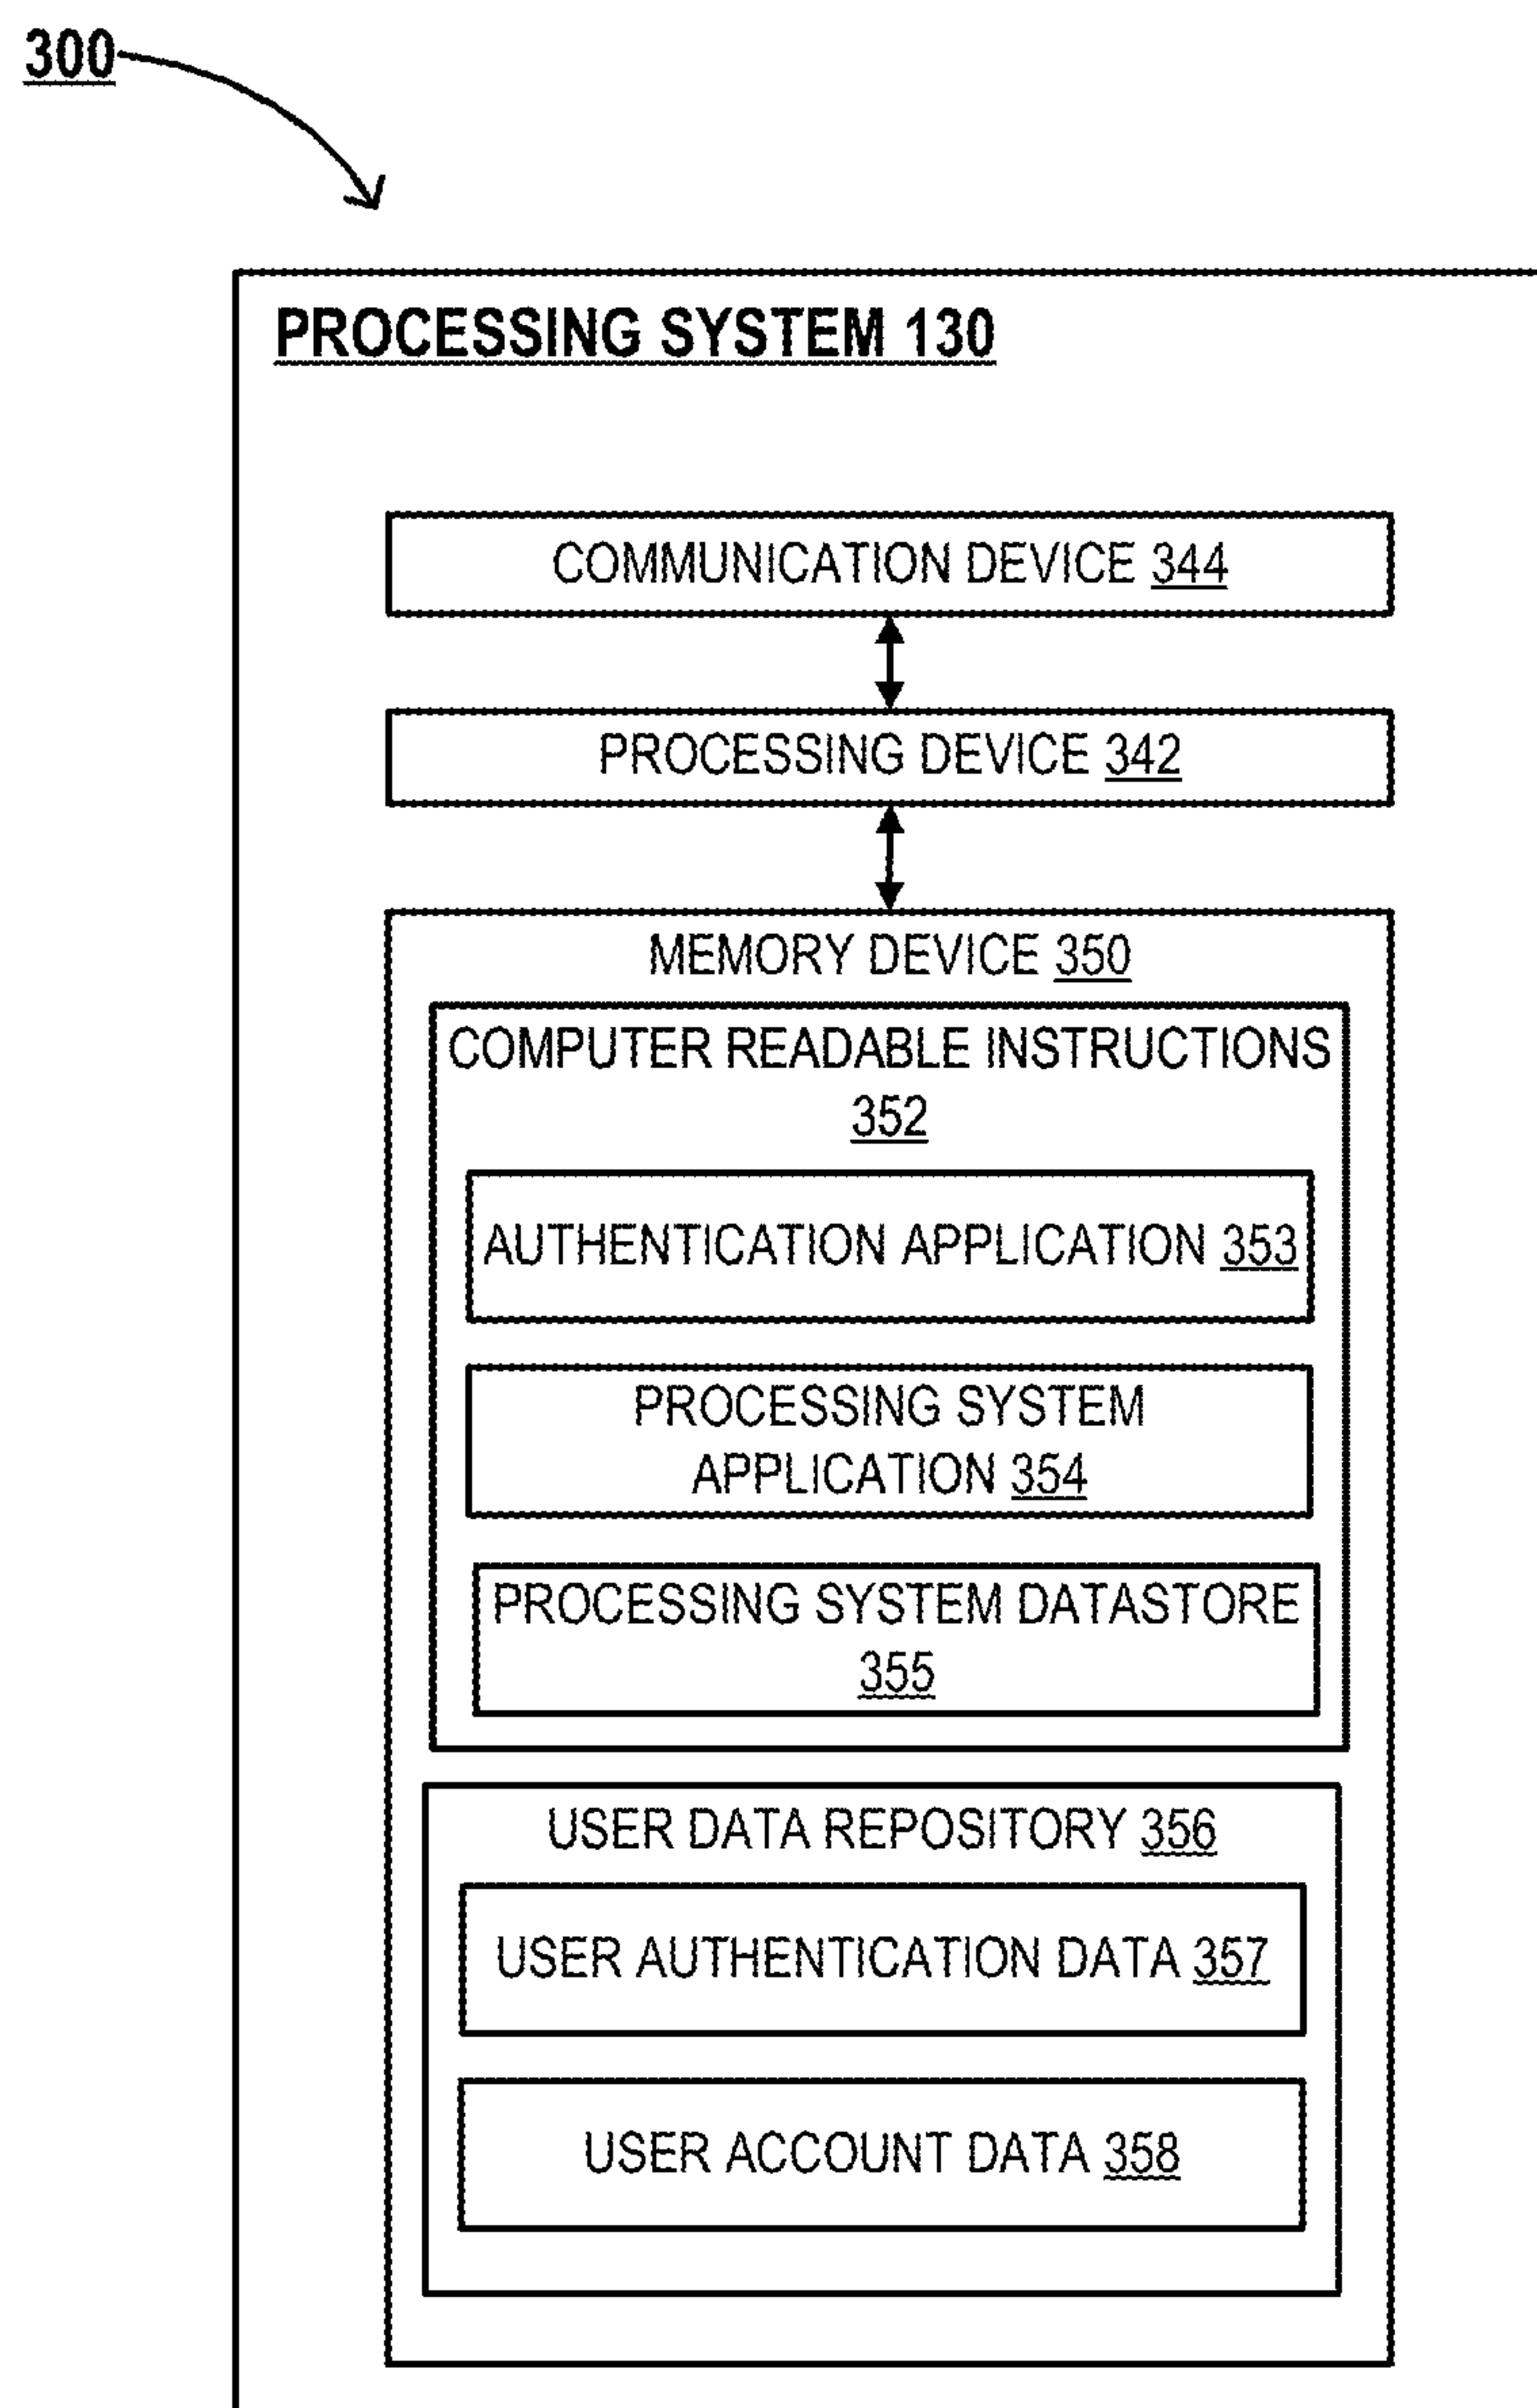 300
PROCESSING SYSTEM 130
COMMUNICATION DEVICE 344
PROCESSING DEVICE 342
MEMORY DEVICE 350
COMPUTER READABLE INSTRUCTIONS
352
AUTHENTICATION APPLICATION 353
PROCESSING SYSTEM
APPLICATION 354
PROCESSING SYSTEM DATASTORE
355
USER DATA REPOSITORY 356
USER AUTHENTICATION DATA 357
USER ACCOUNT DATA 358